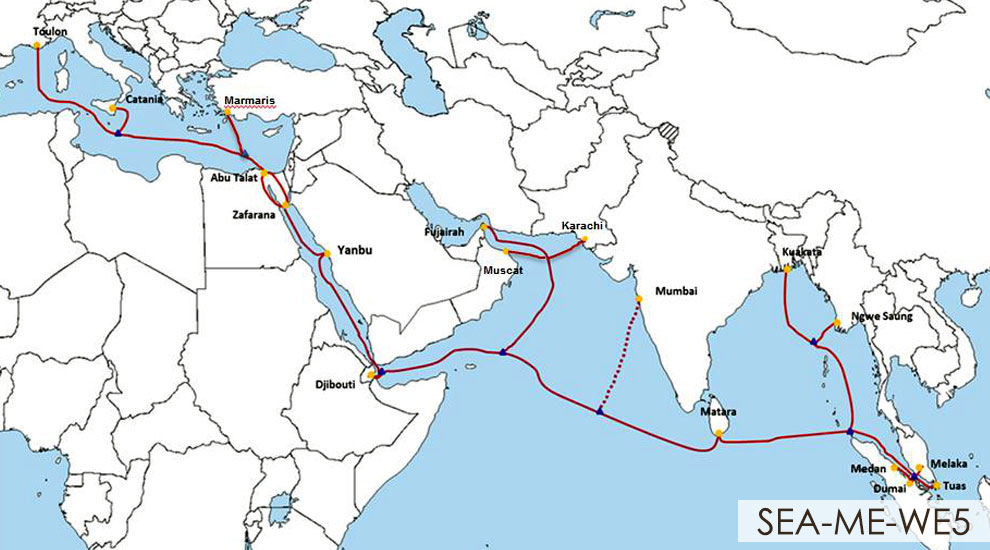 Toulon
Catania
Marmaris
Abu Talat
Zafarana
Yanbu
Fujairah
Karachi
Muscat
Mumbai
Kuakata
Ngwe Saung
Djibouti
Matara
Medan
Melaka
Dumai
Tuas
SEA-ME-WE5